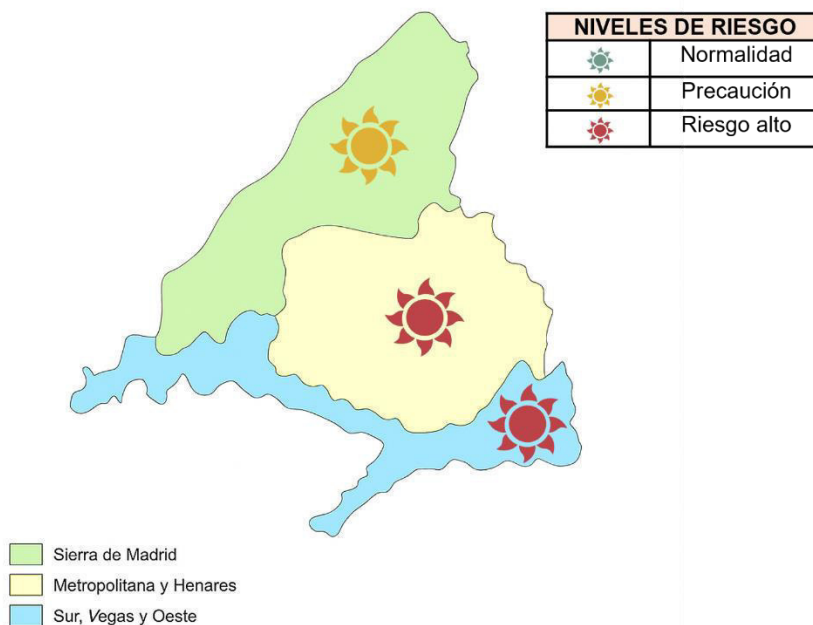 NIVELES DE RIESGO
Normalidad
Precaución
Riesgo alto
Sierra de Madrid
Metropolitana y Henares
Sur, Vegas y Oeste